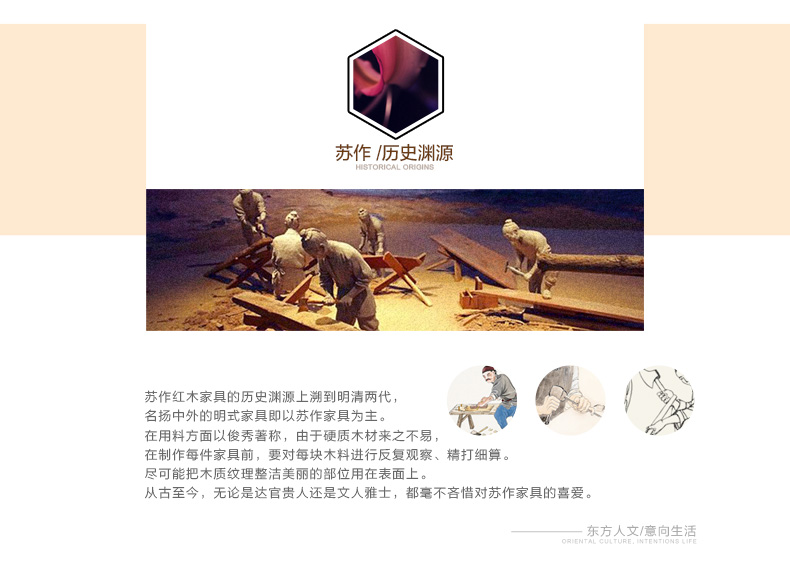 苏作 /历史渊源
HISTORICAL ORIGINS
苏作红木家具的历史渊源上溯到明清两代，
名扬中外的明式家具即以苏作家具为主。
在用料方面以俊秀著称，由于硬质木材来之不易，
在制作每件家具前，要对每块木料进行反复观察、精打细算。
尽可能把木质纹理整洁美丽的部位用在表面上。
从古至今，无论是达官贵人还是文人雅士，都毫不吝惜对苏作家具的喜爱。
东方人文/意向生活
ORIENTAL CULTURE, INTENTIONS LIFE